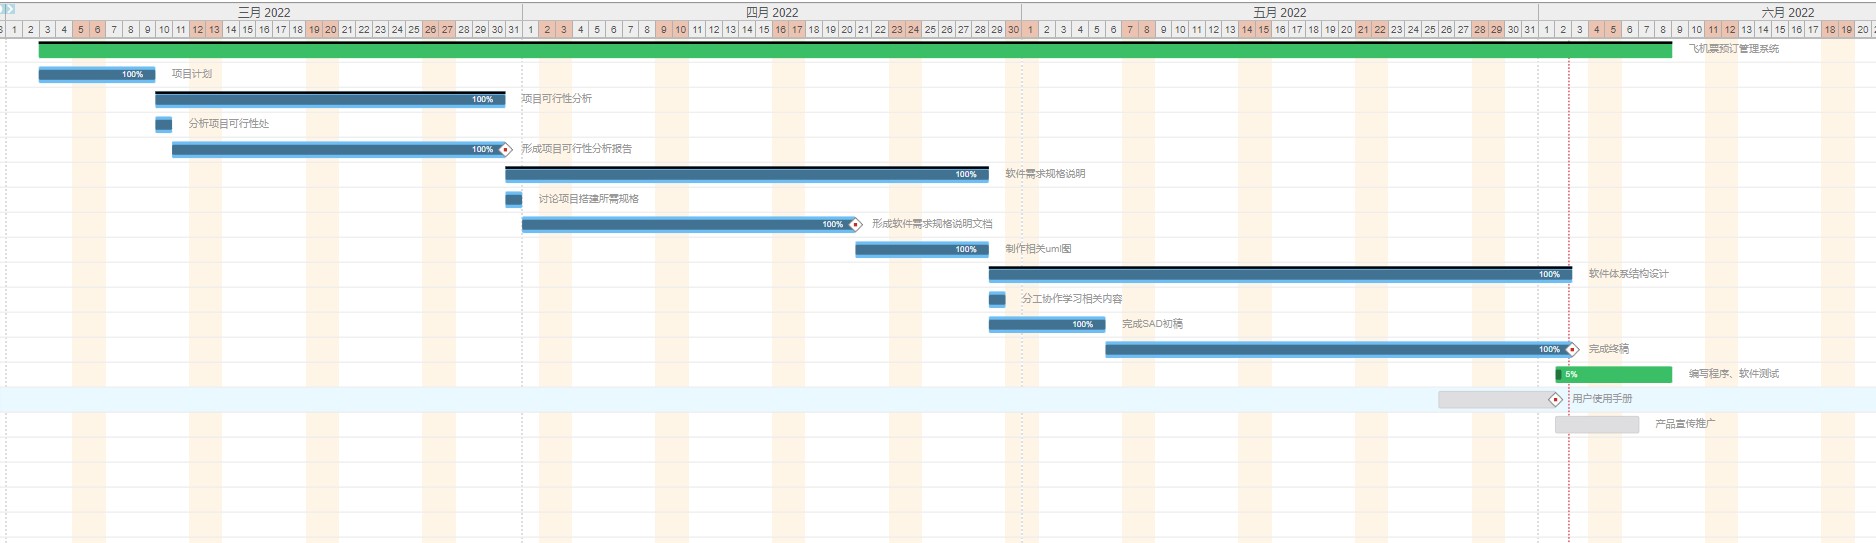 三月 2022 四月 2022 五月 2022 六月 2022
1 2 3 4 5 6 7 8 9 10 11 12 13 14 15 16 17 18 19 20 21 22 23 24 25 26 27 28 29 30 31 1 2 3 4 5 6 7 8 9 10 11 12 13 14 15 16 17 18 19 20 21 22 23 24 25 26 27 28 29 30 1 2 3 4 5 6 7 8 9 10 11 12 13 14 15 16 17 18 19 20 21 22 23 24 25 26 27 28 29 30 31 1 2 3 4 5 6 7 8 9 10 11 12 13 14 15 16 17 18 19 20
飞机票预订管理系统
100% 项目计划
100% 项目可行性分析
分析项目可行性处
100% 形成项目可行性分析报告
100% 软件需求规格说明
讨论项目搭建所需规格
100% 形成软件需求规格说明文档
100% 制作相关uml图
100% 软件体系结构设计
分工协作学习相关内容
100% 完成SAD初稿
100% 完成终稿
5% 编写程序、软件测试
用户使用手册
产品宣传推广